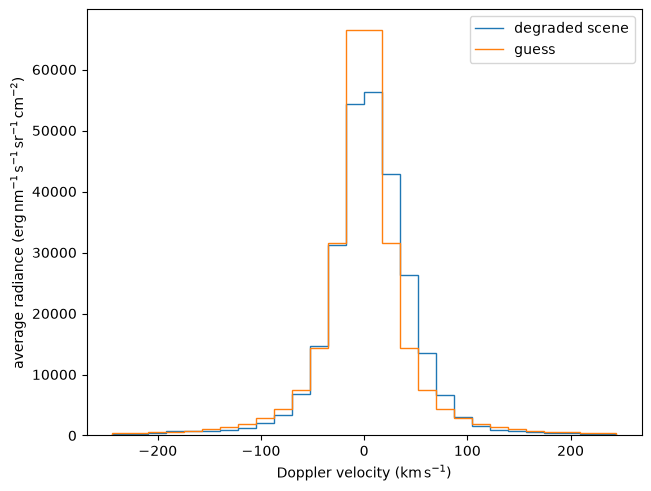 degraded scene
guess
60000
50000
40000
30000
20000
10000
0
average radiance (erg nm⁻¹ s⁻¹ sr⁻¹ cm⁻²)
−200 −100 0 100 200
Doppler velocity (km s⁻¹)